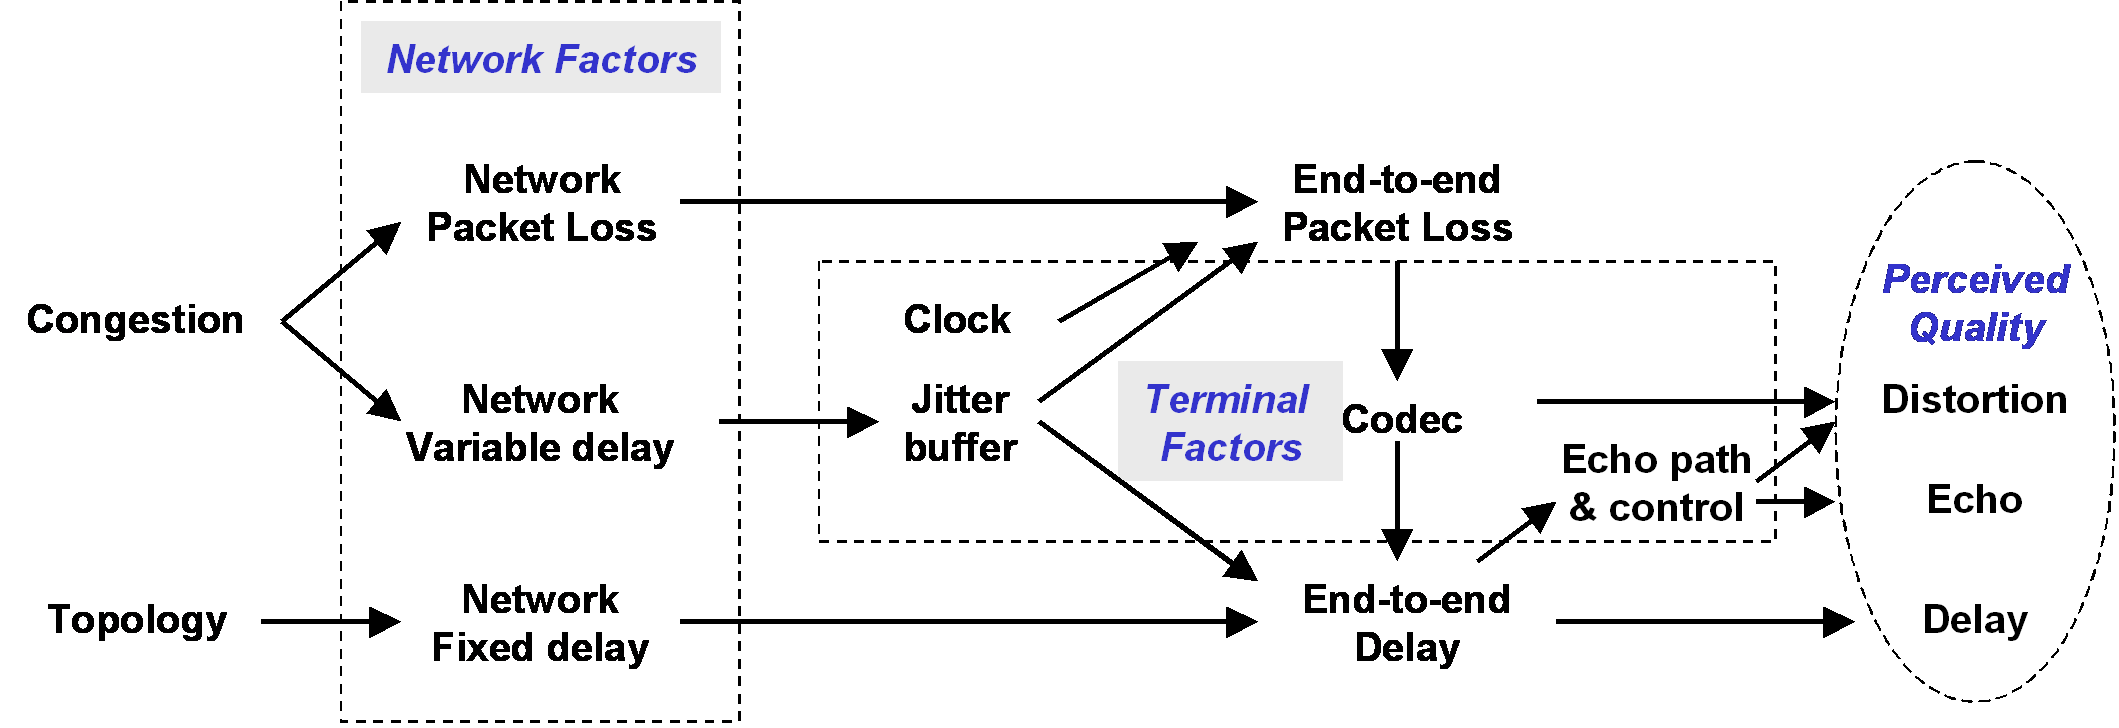 Network Factors
Network
Packet Loss
End-to-end
Packet Loss
Congestion
Clock
Perceived
Quality
Network
Variable delay
Jitter
buffer
Terminal
Factors
Codec
Distortion
Echo path
& control
Echo
Topology
Network
Fixed delay
End-to-end
Delay
Delay